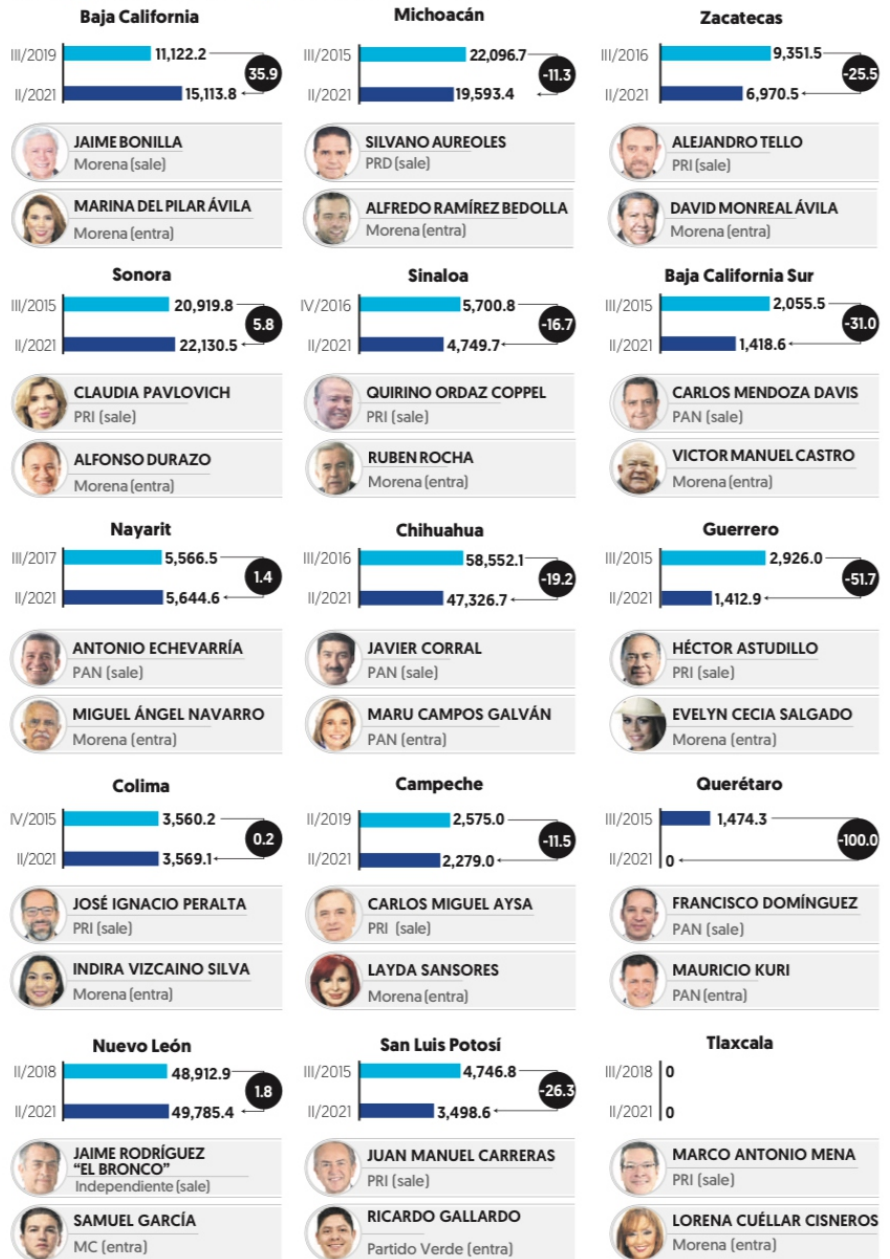 Baja California
III/2019 11,122.2
35.9
II/2021 15,113.8
JAIME BONILLA
Morena (sale)
MARINA DEL PILAR ÁVILA
Morena (entra)
Michoacán
III/2015 22,096.7
-11.3
II/2021 19,593.4
SILVANO AUREOLES
PRD (sale)
ALFREDO RAMÍREZ BEDOLLA
Morena (entra)
Zacatecas
III/2016 9,351.5
-25.5
II/2021 6,970.5
ALEJANDRO TELLO
PRI (sale)
DAVID MONREAL ÁVILA
Morena (entra)
Sonora
III/2015 20,919.8
5.8
II/2021 22,130.5
CLAUDIA PAVLOVICH
PRI (sale)
ALFONSO DURAZO
Morena (entra)
Sinaloa
IV/2016 5,700.8
-16.7
II/2021 4,749.7
QUIRINO ORDAZ COPPEL
PRI (sale)
RUBEN ROCHA
Morena (entra)
Baja California Sur
III/2015 2,055.5
-31.0
II/2021 1,418.6
CARLOS MENDOZA DAVIS
PAN (sale)
VICTOR MANUEL CASTRO
Morena (entra)
Nayarit
III/2017 5,566.5
1.4
II/2021 5,644.6
ANTONIO ECHEVARRÍA
PAN (sale)
MIGUEL ÁNGEL NAVARRO
Morena (entra)
Chihuahua
III/2016 58,552.1
-19.2
II/2021 47,326.7
JAVIER CORRAL
PAN (sale)
MARU CAMPOS GALVÁN
PAN (entra)
Guerrero
III/2015 2,926.0
-51.7
II/2021 1,412.9
HÉCTOR ASTUDILLO
PRI (sale)
EVELYN CECIA SALGADO
Morena (entra)
Colima
IV/2015 3,560.2
0.2
II/2021 3,569.1
JOSÉ IGNACIO PERALTA
PRI (sale)
INDIRA VIZCAINO SILVA
Morena (entra)
Campeche
II/2019 2,575.0
-11.5
II/2021 2,279.0
CARLOS MIGUEL AYSA
PRI (sale)
LAYDA SANSORES
Morena (entra)
Querétaro
III/2015 1,474.3
-100.0
II/2021 0
FRANCISCO DOMÍNGUEZ
PAN (sale)
MAURICIO KURI
PAN (entra)
Nuevo León
II/2018 48,912.9
1.8
II/2021 49,785.4
JAIME RODRÍGUEZ
"EL BRONCO"
Independiente (sale)
SAMUEL GARCÍA
MC (entra)
San Luis Potosí
III/2015 4,746.8
-26.3
II/2021 3,498.6
JUAN MANUEL CARRERAS
PRI (sale)
RICARDO GALLARDO
Partido Verde (entra)
Tlaxcala
III/2018 0
II/2021 0
MARCO ANTONIO MENA
PRI (sale)
LORENA CUÉLLAR CISNEROS
Morena (entra)